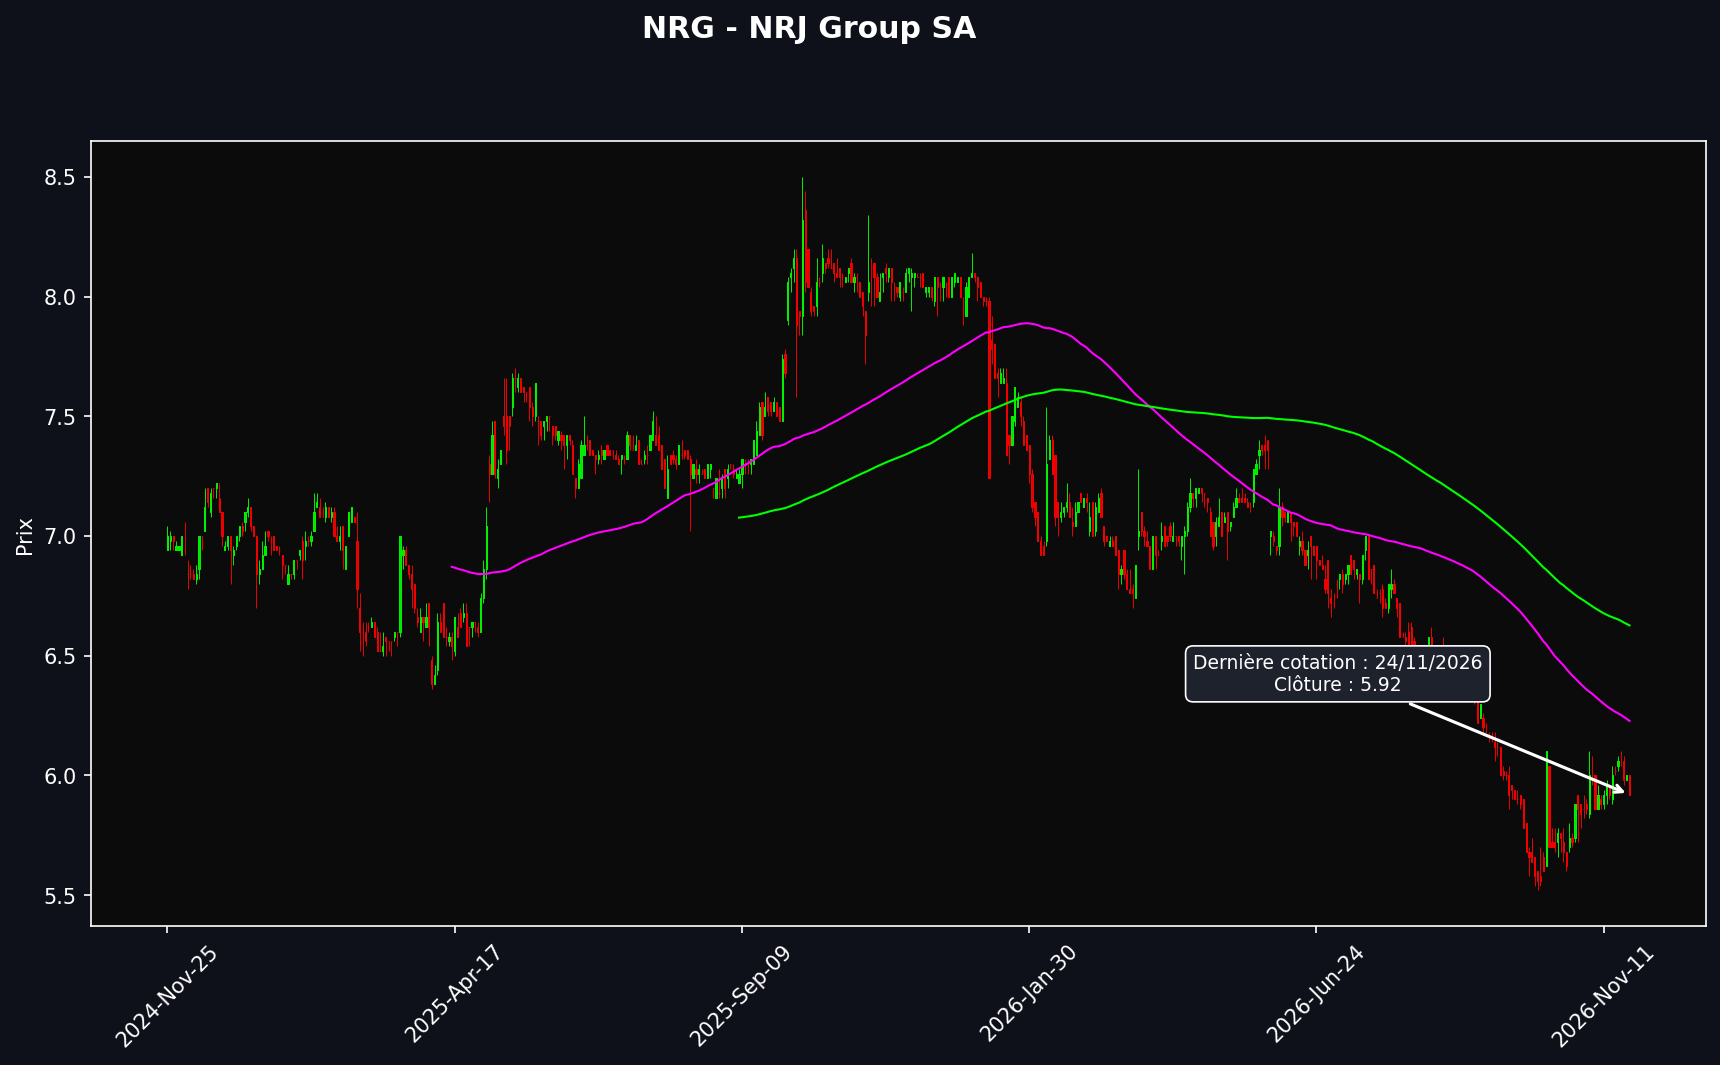 NRG - NRJ Group SA
8.5
8.0
7.5
7.0
6.5
6.0
5.5
Prix
Dernière cotation : 24/11/2026
Clôture : 5.92
2024-Nov-25
2025-Apr-17
2025-Sep-09
2026-Jan-30
2026-Jun-24
2026-Nov-11